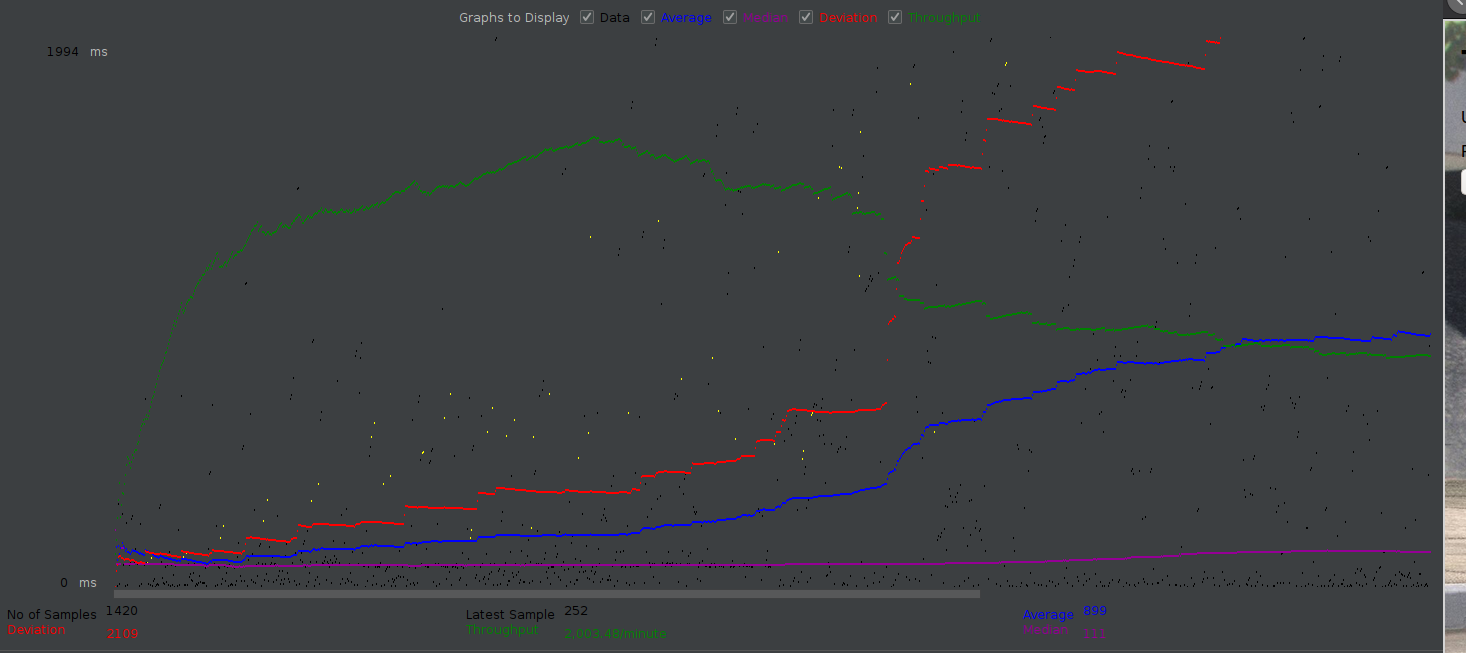 Graphs to Display Data Average Median Deviation Throughput
1994 ms
0 ms
No of Samples 1420 Latest Sample 252 Average 899
Deviation 2109 Throughput 2,003.48/minute Median